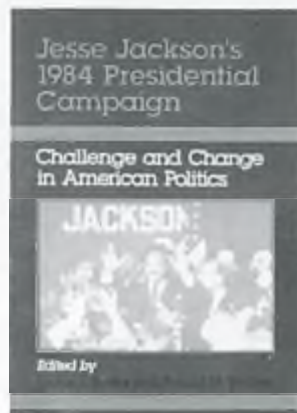 Jesse Jackson's
1984 Presidential
Campaign
Challenge and Change
in American Politics
JACKSON
Edited by